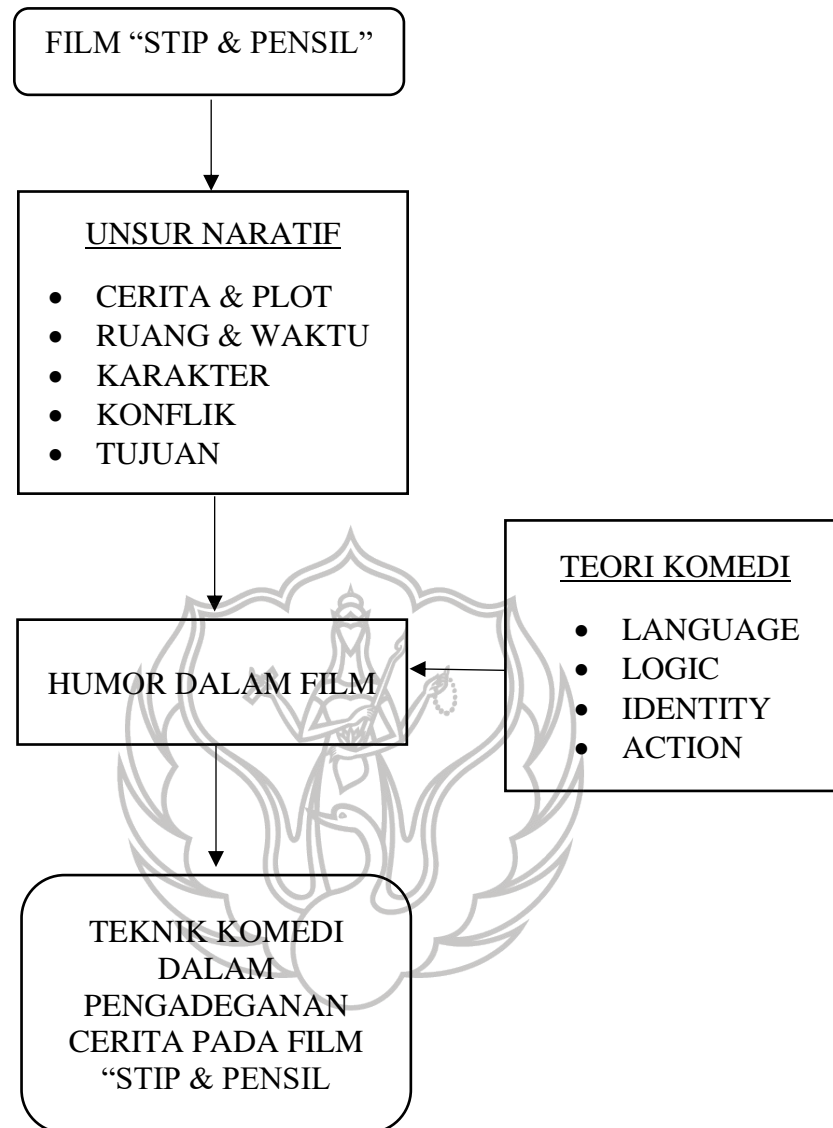 FILM “STIP & PENSIL”
UNSUR NARATIF
• CERITA & PLOT
• RUANG & WAKTU
• KARAKTER
• KONFLIK
• TUJUAN
TEORI KOMEDI
• LANGUAGE
• LOGIC
• IDENTITY
• ACTION
HUMOR DALAM FILM
TEKNIK KOMEDI
DALAM
PENGADEGANAN
CERITA PADA FILM
“STIP & PENSIL